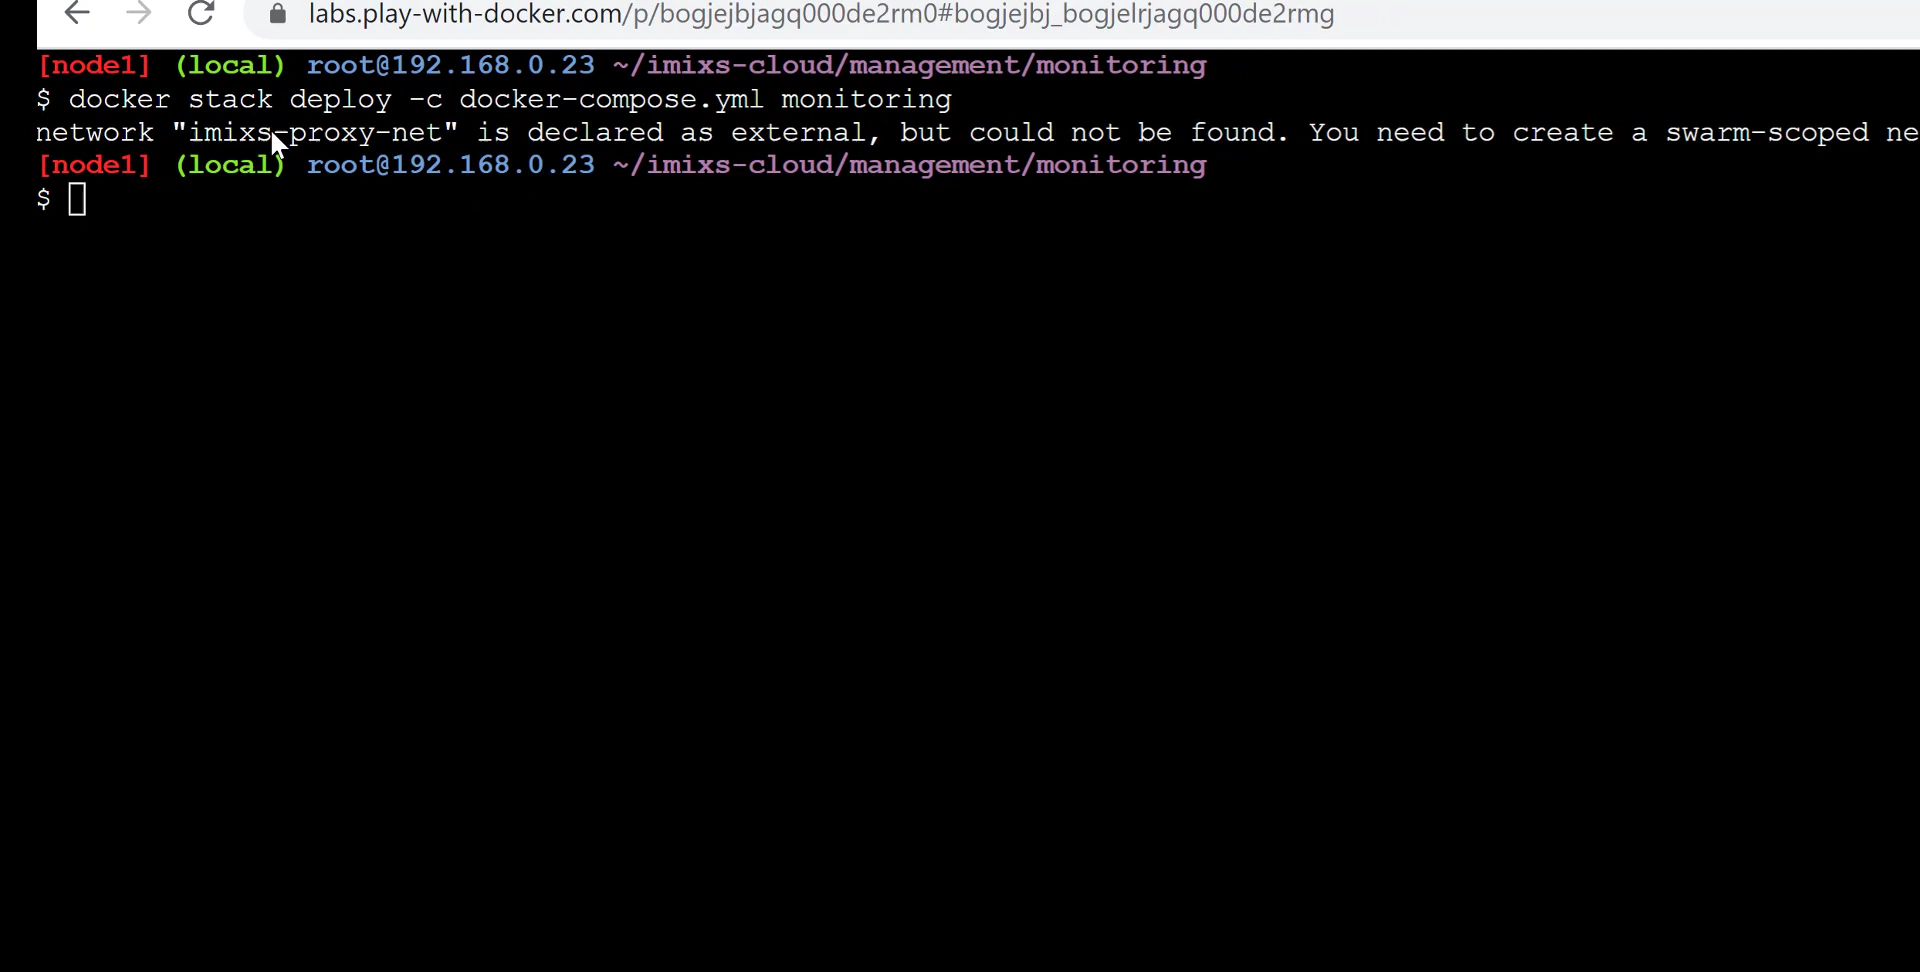 labs.play-with-docker.com/p/bogjejbjagq000de2rm0#bogjejbj_bogjelrjagq000de2rmg
[node1] (local) root@192.168.0.23 ~/imixs-cloud/management/monitoring
$ docker stack deploy -c docker-compose.yml monitoring
network "imixs-proxy-net" is declared as external, but could not be found. You need to create a swarm-scoped ne
[node1] (local) root@192.168.0.23 ~/imixs-cloud/management/monitoring
$